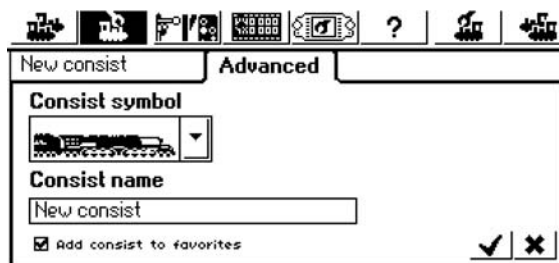 ?
New consist Advanced
Consist symbol
Consist name
New consist
Add consist to favorites